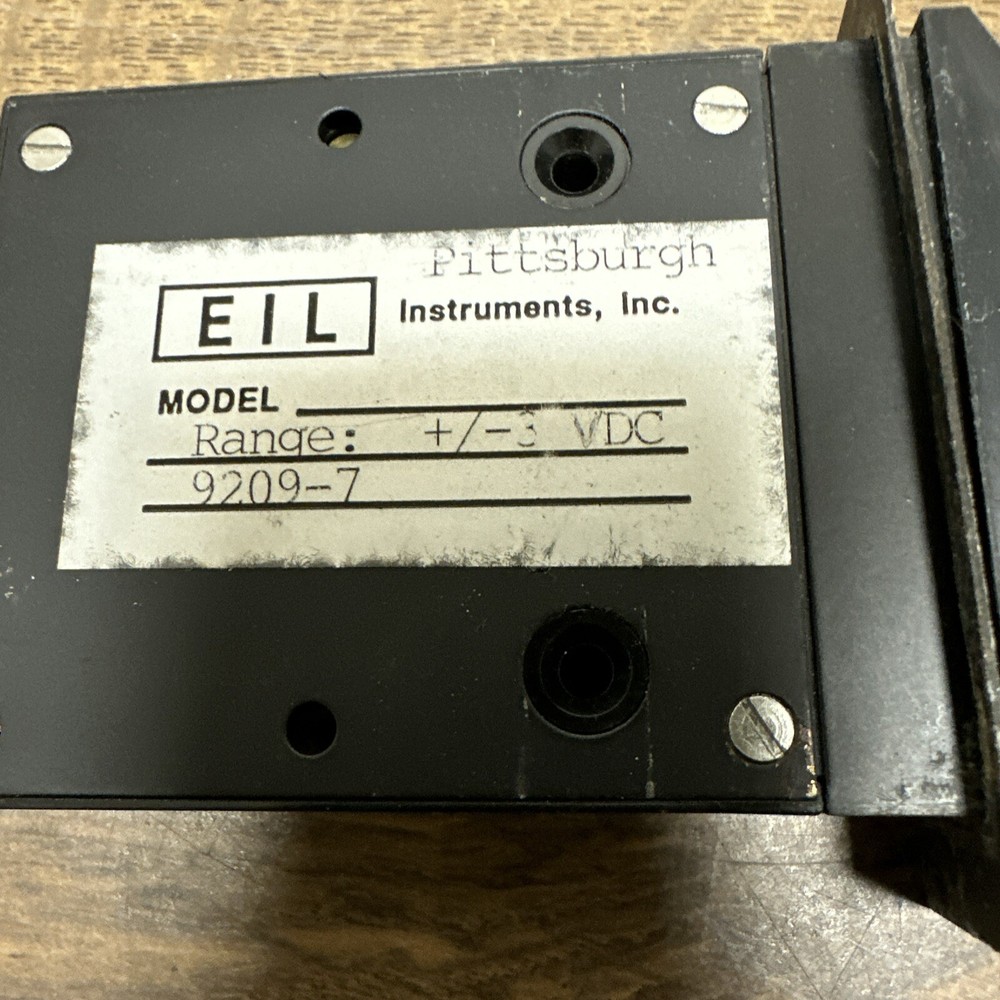 Pittsburgh
EIL Instruments, Inc.
MODEL
Range: +/-3 VDC
9209-7